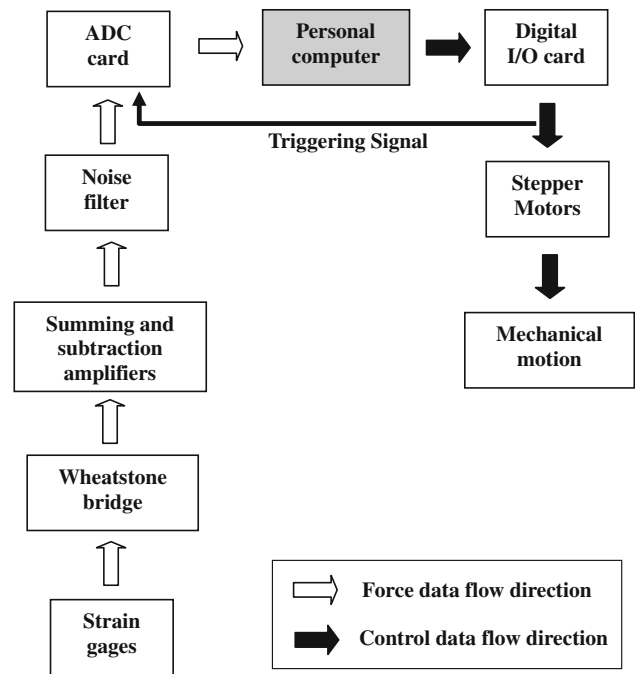 ADC
card
Personal
computer
Digital
I/O card
Triggering Signal
Noise
filter
Stepper
Motors
Summing and
subtraction
amplifiers
Mechanical
motion
Wheatstone
bridge
Strain
gages
Force data flow direction
Control data flow direction